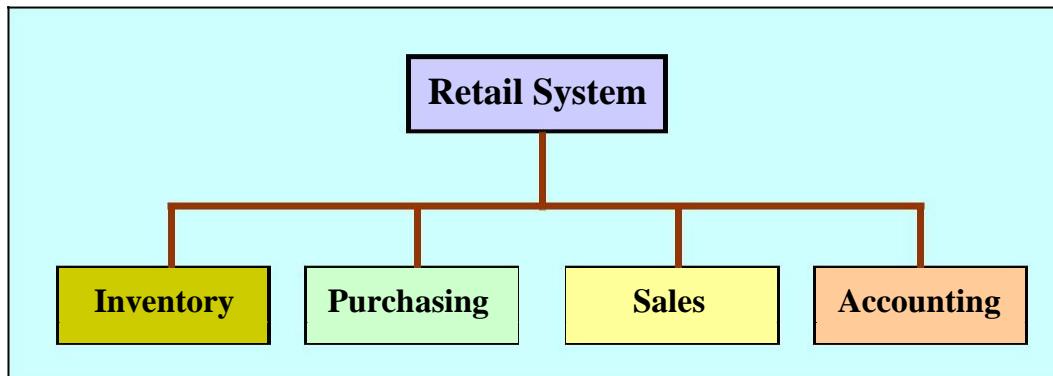 Retail System
Inventory
Purchasing
Sales
Accounting